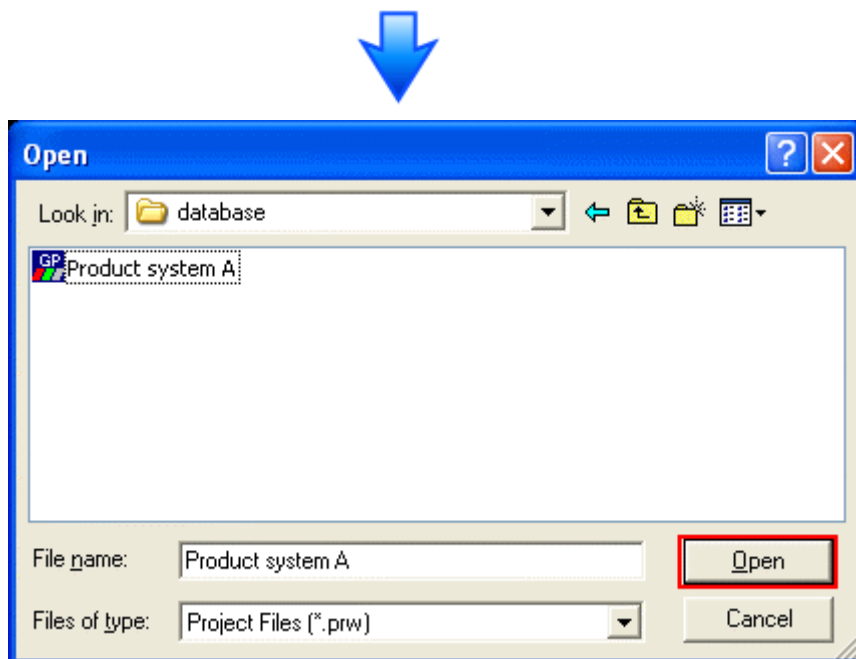 Open
Look in: database
GP Product system A
File name: Product system A Open
Files of type: Project Files (*.prw) Cancel